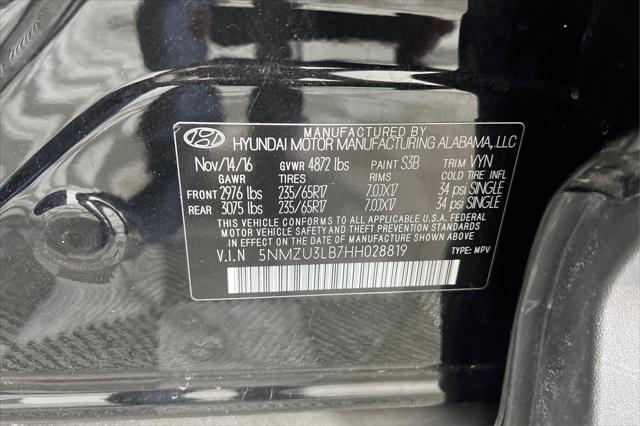 MANUFACTURED BY
HYUNDAI MOTOR MANUFACTURING ALABAMA, LLC
Nov/14/16 GVWR 4872 lbs PAINT S3B TRIM VYN
GAWR TIRES RIMS COLD TIRE INFL
FRONT 2976 lbs 235/65R17 7.0JX17 34 psi SINGLE
REAR 3075 lbs 235/65R17 7.0JX17 34 psi SINGLE
THIS VEHICLE CONFORMS TO ALL APPLICABLE U.S.A. FEDERAL
MOTOR VEHICLE SAFETY AND THEFT PREVENTION STANDARDS
IN EFFECT ON THE DATE OF MANUFACTURE SHOWN ABOVE.
V.I.N 5NMZU3LB7HH028819 TYPE: MPV